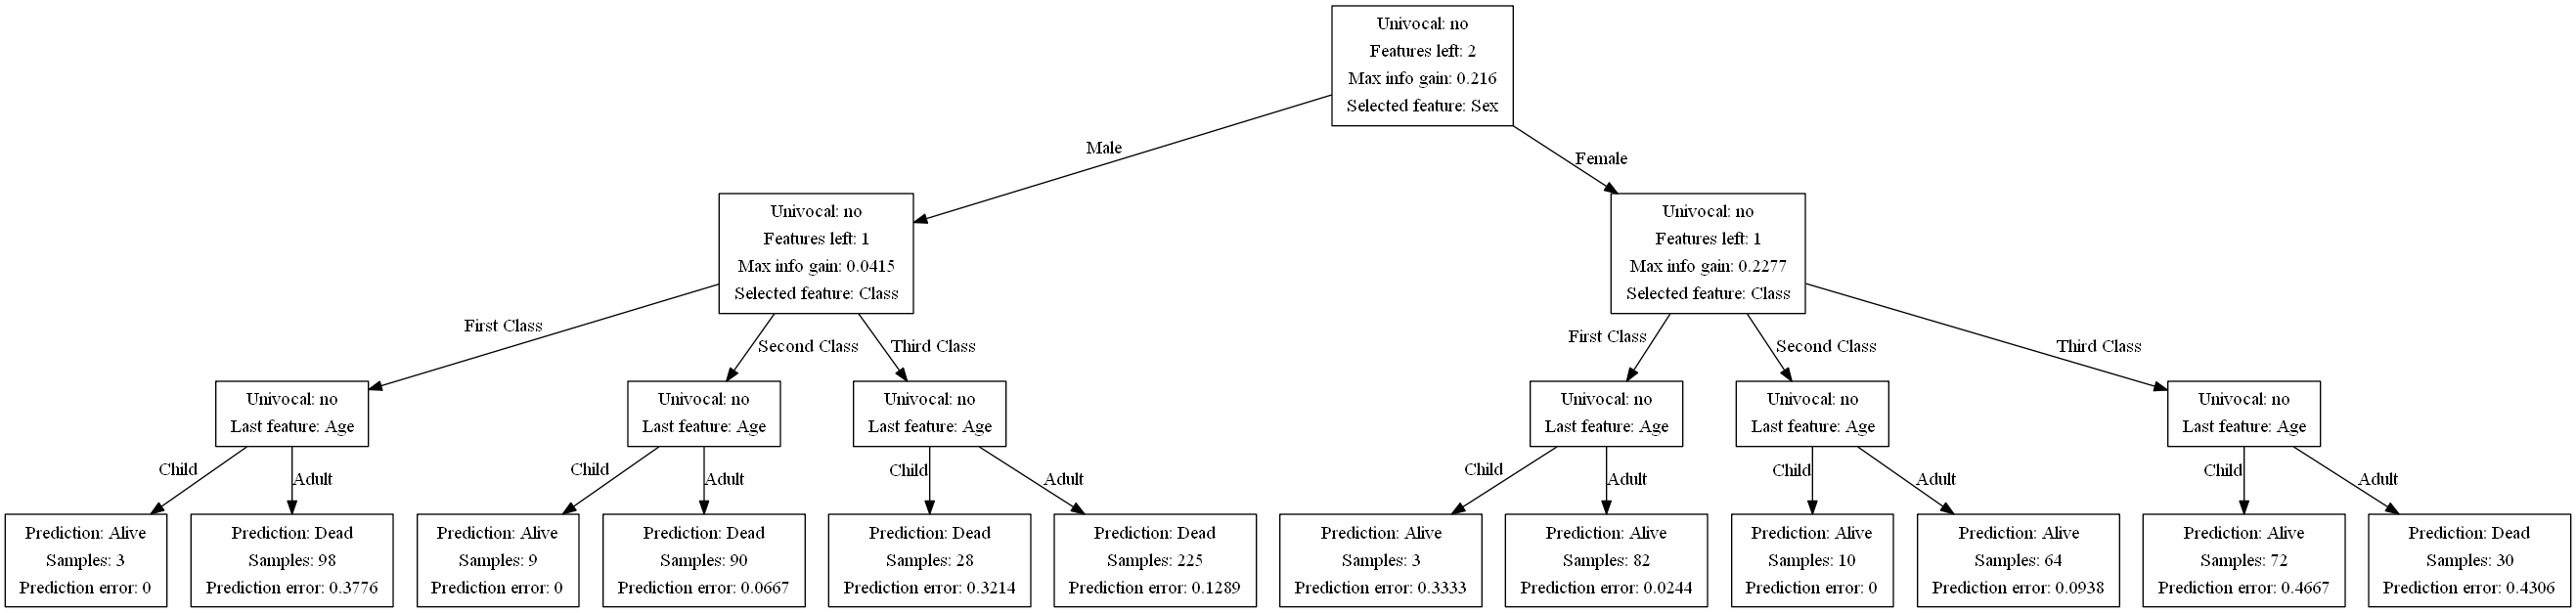 Univocal: no
Features left: 2
Max info gain: 0.216
Selected feature: Sex
Male
Female
Univocal: no
Features left: 1
Max info gain: 0.0415
Selected feature: Class
Univocal: no
Features left: 1
Max info gain: 0.2277
Selected feature: Class
First Class
Second Class
Third Class
First Class
Second Class
Third Class
Univocal: no
Last feature: Age
Univocal: no
Last feature: Age
Univocal: no
Last feature: Age
Univocal: no
Last feature: Age
Univocal: no
Last feature: Age
Univocal: no
Last feature: Age
Child
Adult
Child
Adult
Child
Adult
Child
Adult
Child
Adult
Child
Adult
Prediction: Alive
Samples: 3
Prediction error: 0
Prediction: Dead
Samples: 98
Prediction error: 0.3776
Prediction: Alive
Samples: 9
Prediction error: 0
Prediction: Dead
Samples: 90
Prediction error: 0.0667
Prediction: Dead
Samples: 28
Prediction error: 0.3214
Prediction: Dead
Samples: 225
Prediction error: 0.1289
Prediction: Alive
Samples: 3
Prediction error: 0.3333
Prediction: Alive
Samples: 82
Prediction error: 0.0244
Prediction: Alive
Samples: 10
Prediction error: 0
Prediction: Alive
Samples: 64
Prediction error: 0.0938
Prediction: Alive
Samples: 72
Prediction error: 0.4667
Prediction: Dead
Samples: 30
Prediction error: 0.4306